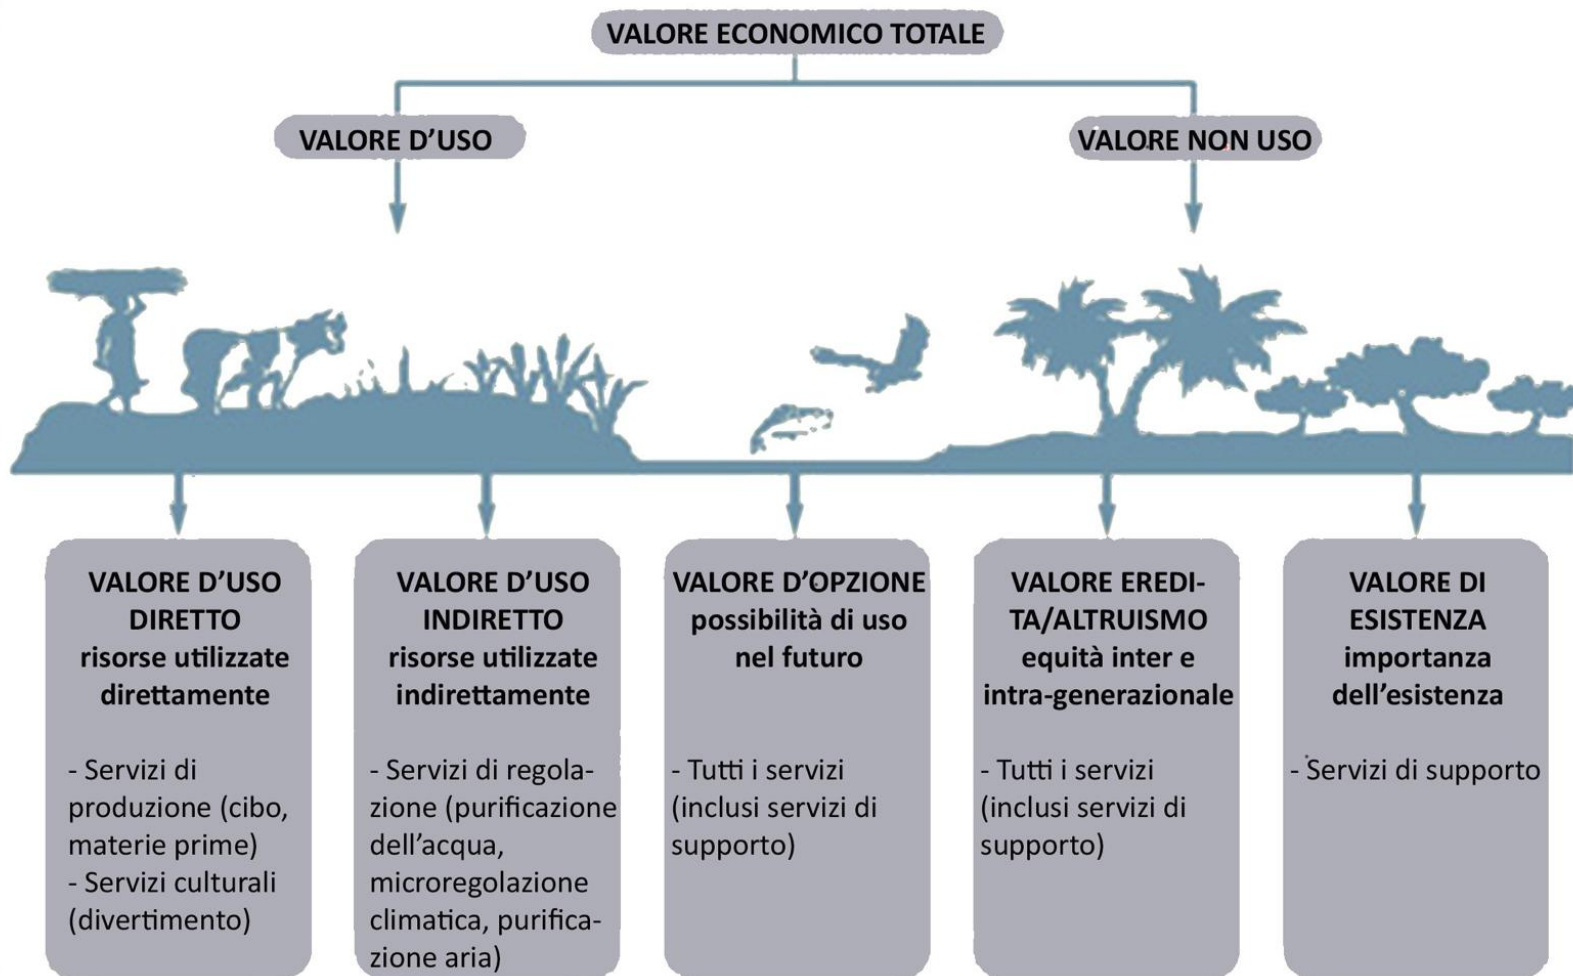 VALORE ECONOMICO TOTALE
VALORE D’USO
VALORE NON USO
VALORE D’USO
DIRETTO
risorse utilizzate
direttamente
- Servizi di
produzione (cibo,
materie prime)
- Servizi culturali
(divertimento)
VALORE D’USO
INDIRETTO
risorse utilizzate
indirettamente
- Servizi di regola-
zione (purificazione
dell’acqua,
microregolazione
climatica, purifica-
zione aria)
VALORE D’OPZIONE
possibilità di uso
nel futuro
- Tutti i servizi
(inclusi servizi di
supporto)
VALORE EREDI-
TA/ALTRUISMO
equità inter e
intra-generazionale
- Tutti i servizi
(inclusi servizi di
supporto)
VALORE DI
ESISTENZA
importanza
dell’esistenza
- Servizi di supporto